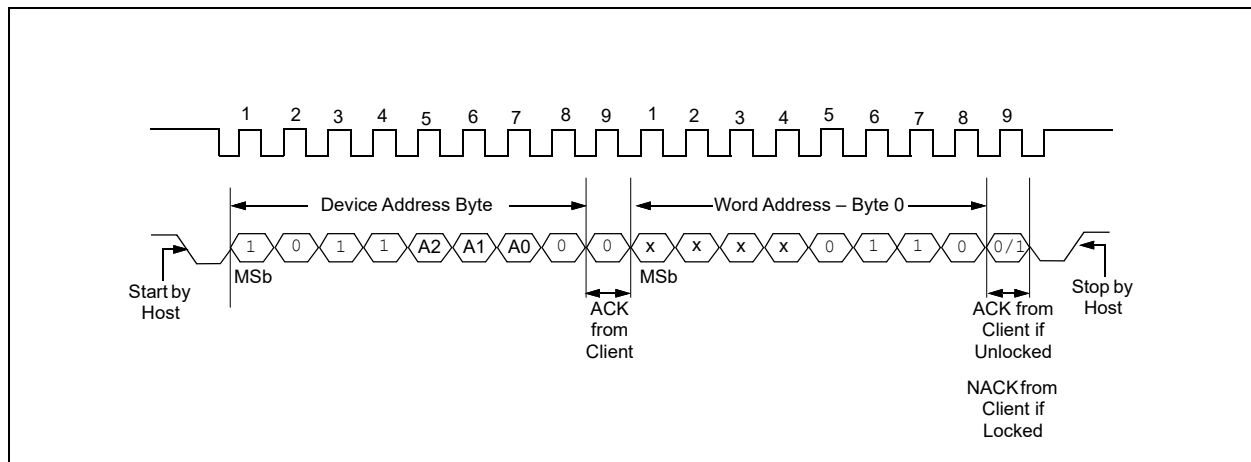 1 2 3 4 5 6 7 8 9 1 2 3 4 5 6 7 8 9
Device Address Byte
Word Address – Byte 0
1 0 1 1 A2 A1 A0 0 0 x x x x 0 1 1 0 0/1
MSb
MSb
Start by
Host
ACK
from
Client
ACK from
Client if
Unlocked
NACK from
Client if
Locked
Stop by
Host